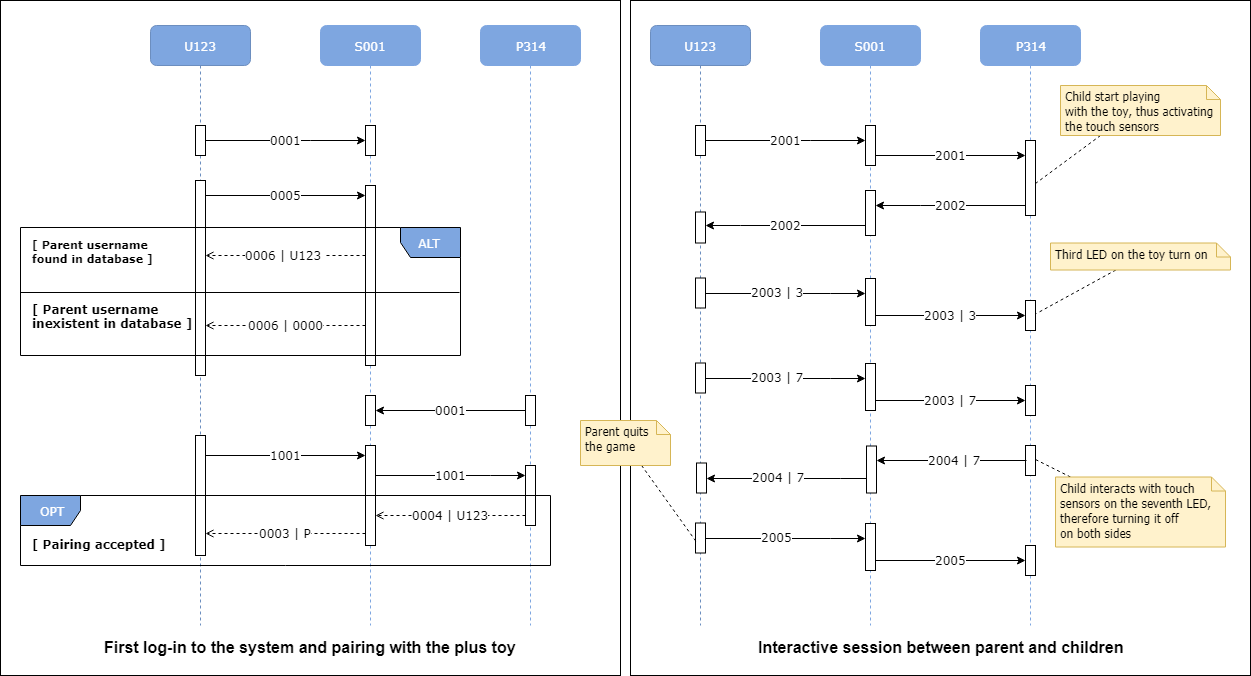 U123
S001
P314
0001
0005
ALT
[ Parent username
found in database ]
0006 | U123
[ Parent username
inexistent in database ]
0006 | 0000
0001
1001
1001
OPT
0004 | U123
0003 | P
[ Pairing accepted ]
First log-in to the system and pairing with the plus toy
U123
S001
P314
Child start playing
with the toy, thus activating
the touch sensors
2001
2001
2002
2002
Third LED on the toy turn on
2003 | 3
2003 | 3
2003 | 7
2003 | 7
Parent quits
the game
2004 | 7
2004 | 7
Child interacts with touch
sensors on the seventh LED,
therefore turning it off
on both sides
2005
2005
Interactive session between parent and children